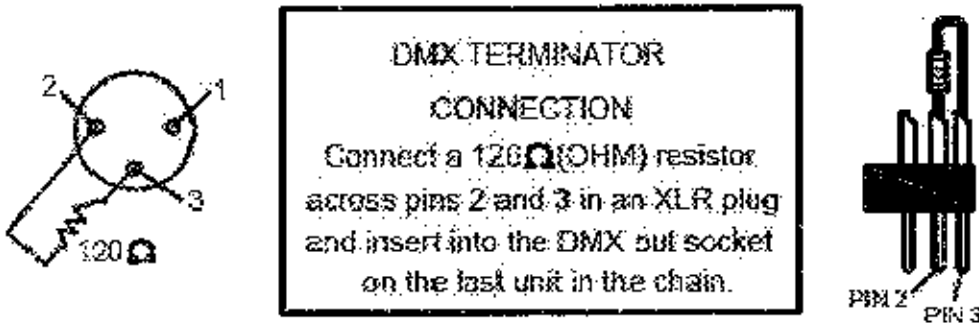 2
1
3
120Ω
DMX TERMINATOR
CONNECTION
Connect a 120Ω(OHM) resistor
across pins 2 and 3 in an XLR plug
and insert into the DMX out socket
on the last unit in the chain.
PIN 2
PIN 3